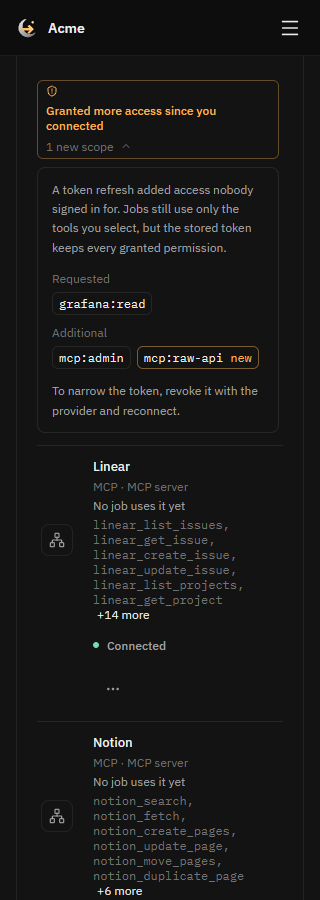 Acme
Granted more access since you
connected
1 new scope
A token refresh added access nobody
signed in for. Jobs still use only the
tools you select, but the stored token
keeps every granted permission.
Requested
grafana:read
Additional
mcp:admin mcp:raw-api new
To narrow the token, revoke it with the
provider and reconnect.
Linear
MCP · MCP server
No job uses it yet
linear_list_issues,
linear_get_issue,
linear_create_issue,
linear_update_issue,
linear_list_projects,
linear_get_project
+14 more
Connected
Notion
MCP · MCP server
No job uses it yet
notion_search,
notion_fetch,
notion_create_pages,
notion_update_page,
notion_move_pages,
notion_duplicate_page
+6 more